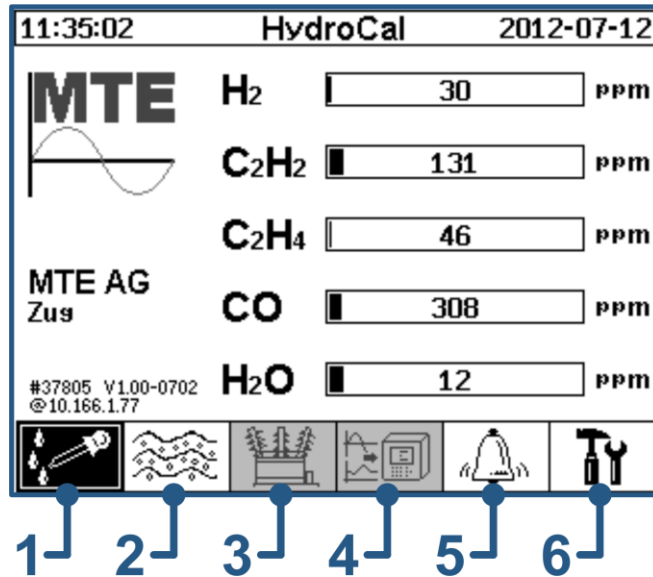 11:35:02 HydroCal 2012-07-12
MTE
H₂ 30 ppm
C₂H₂ 131 ppm
C₂H₄ 46 ppm
MTE AG
Zug
CO 308 ppm
#37805 V1.00-0702
@10.166.1.77
H₂O 12 ppm
1 2 3 4 5 6